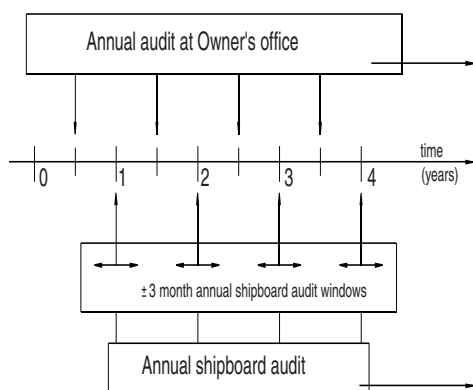 Annual audit at Owner's office
time
(years)
0 1 2 3 4
±3 month annual shipboard audit windows
Annual shipboard audit